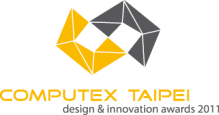 COMPUTEX TAIPEI
design & innovation awards 2011